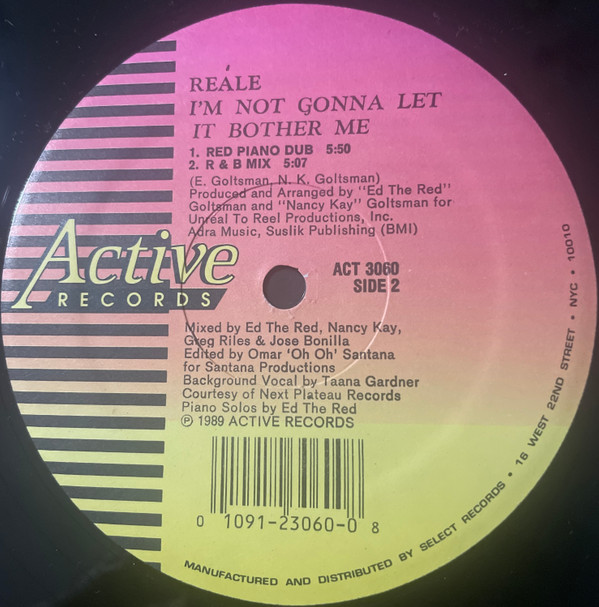 REÁLE
I'M NOT GONNA LET
IT BOTHER ME
1. RED PIANO DUB 5:50
2. R & B MIX 5:07
(E. Goltsman, N. K. Goltsman)
Produced and Arranged by "Ed The Red"
Goltsman and "Nancy Kay" Goltsman for
Unreal To Reel Productions, Inc.
Adra Music, Suslik Publishing (BMI)
Active
RECORDS
ACT 3060
SIDE 2
Mixed by Ed The Red, Nancy Kay,
Greg Riles & Jose Bonilla
Edited by Omar 'Oh Oh' Santana
for Santana Productions
Background Vocal by Taana Gardner
Courtesy of Next Plateau Records
Piano Solos by Ed The Red
℗ 1989 ACTIVE RECORDS
0 1091-23060-0 8
MANUFACTURED AND DISTRIBUTED BY SELECT RECORDS • 16 WEST 22ND STREET • NYC • 10010